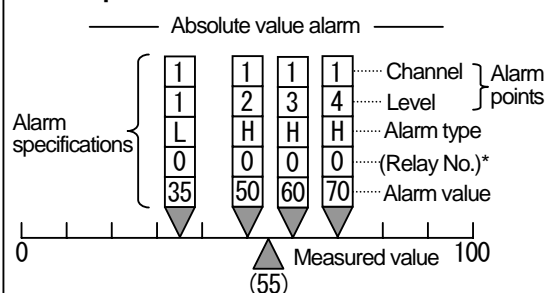 Absolute value alarm
1 1 1 1 Channel
1 2 3 4 Level
Alarm points
L H H H Alarm type
Alarm specifications
0 0 0 0 (Relay No.)*
35 50 60 70 Alarm value
0 Measured value 100
(55)